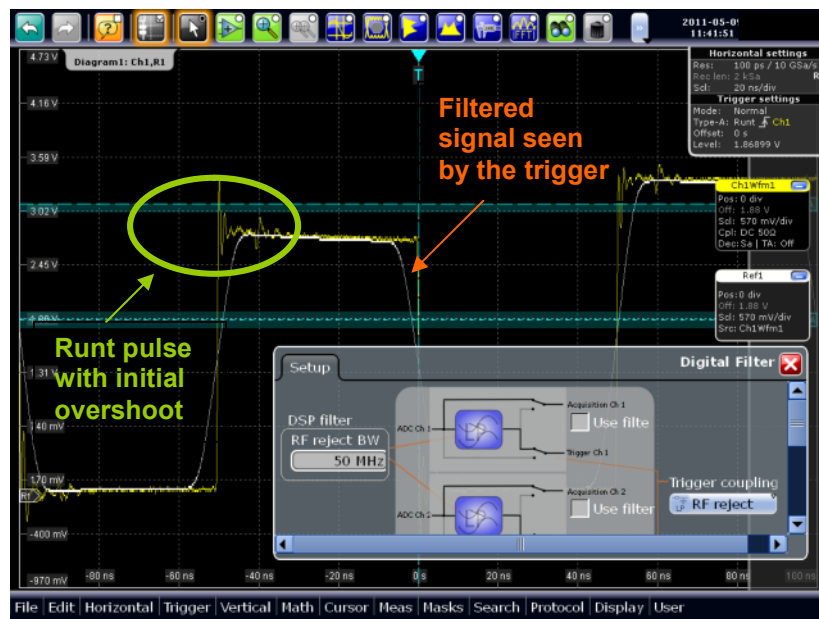 2011-05-0
11:41:51
4.73 V
Diagram1: Ch1,R1
T
Horizontal settings
Res: 100 ps / 10 GSa/s
Rec len: 2 kSa R
Scl: 20 ns/div
Trigger settings
Mode: Normal
Type-A: Runt Ch1
Offset: 0 s
Level: 1.86899 V
4.16 V
Filtered
signal seen
by the trigger
3.59 V
Ch1Wfm1
Pos: 0 div
Off: 1.88 V
Scl: 570 mV/div
Cpl: DC 50Ω
Dec:Sa | TA: Off
3.02 V
2.45 V
Ref1
Pos:0 div
Off: 1.88 V
Scl: 570 mV/div
Src: Ch1Wfm1
1.88 V
Runt pulse
with initial
overshoot
1.31 V
Setup
Digital Filter
DSP filter
RF reject BW
50 MHz
ADC Ch 1
LP
Acquisition Ch 1
Use filte
Trigger Ch 1
Trigger coupling
LP
RF reject
ADC Ch 2
LP
Acquisition Ch 2
Use filter
170 mV
R1
-400 mV
-970 mV
-80 ns
-60 ns
-40 ns
-20 ns
0 s
20 ns
40 ns
60 ns
80 ns
100 ns
File Edit Horizontal Trigger Vertical Math Cursor Meas Masks Search Protocol Display User